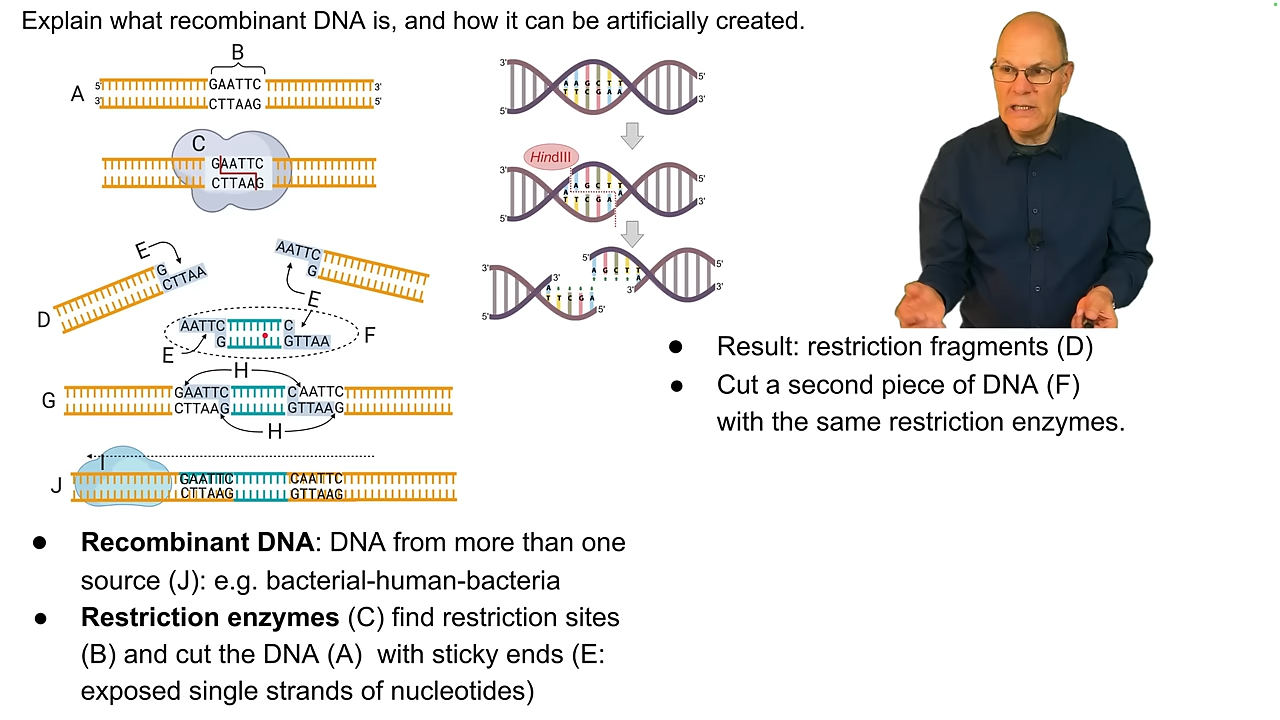 Explain what recombinant DNA is, and how it can be artificially created.
B
A
5'
GAATTC
3'
3'
CTTAAG
5'
C
GAATTC
CTTAAG
E
G
CTTAA
AATTC
G
D
E
AATTC
C
G
GTTAA
F
E
H
G
GAATTC
CAATTC
CTTAAG
GTTAAG
H
I
J
GAATTC
CAATTC
CTTAAG
GTTAAG
3'
5'
A A G C T T
T T C G A A
5'
3'
HindIII
3'
5'
A G C T T
A
A
T T C G A
5'
3'
5'
3'
3'
5'
A G C T T
A
A
T T C G A
3'
3'
5'
5'
● Recombinant DNA: DNA from more than one
source (J): e.g. bacterial-human-bacteria
● Restriction enzymes (C) find restriction sites
(B) and cut the DNA (A) with sticky ends (E:
exposed single strands of nucleotides)
● Result: restriction fragments (D)
● Cut a second piece of DNA (F)
with the same restriction enzymes.